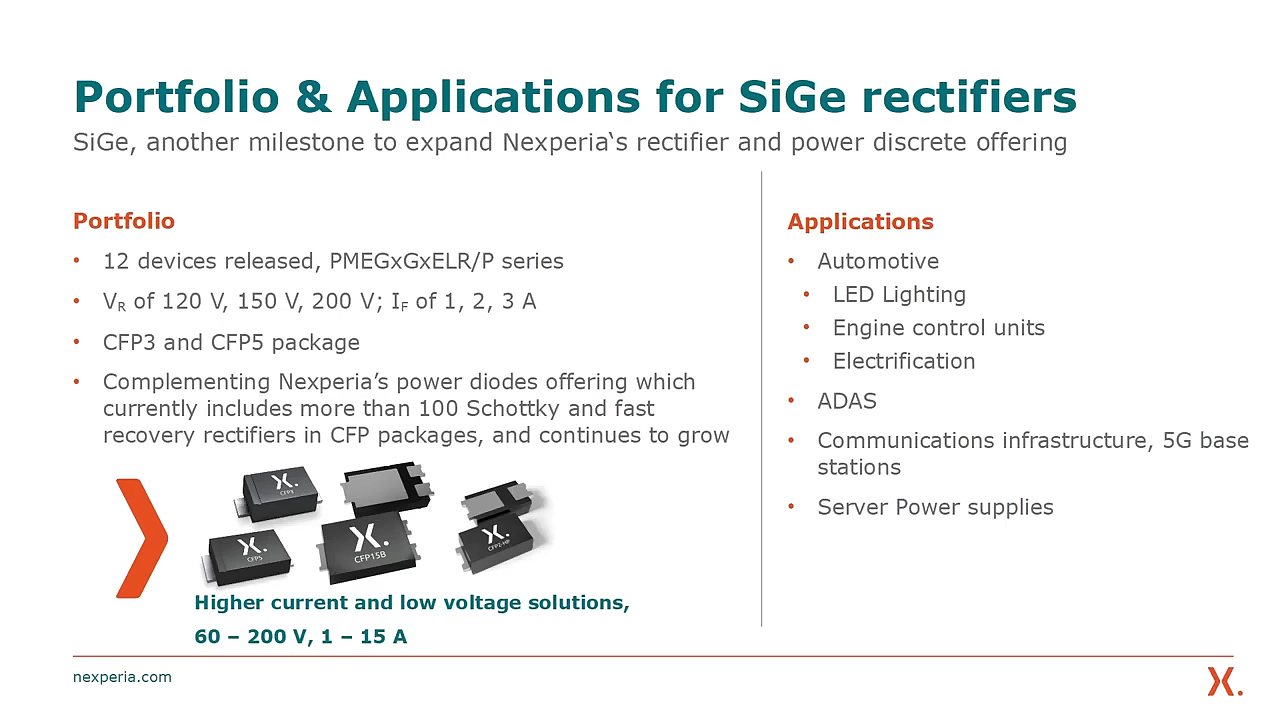 Portfolio & Applications for SiGe rectifiers
SiGe, another milestone to expand Nexperia‘s rectifier and power discrete offering
Portfolio
• 12 devices released, PMEGxGxELR/P series
• VR of 120 V, 150 V, 200 V; IF of 1, 2, 3 A
• CFP3 and CFP5 package
• Complementing Nexperia’s power diodes offering which
currently includes more than 100 Schottky and fast
recovery rectifiers in CFP packages, and continues to grow
CFP3
CFP5
CFP15B
CFP2-HP
Higher current and low voltage solutions,
60 – 200 V, 1 – 15 A
Applications
• Automotive
• LED Lighting
• Engine control units
• Electrification
• ADAS
• Communications infrastructure, 5G base
stations
• Server Power supplies
nexperia.com